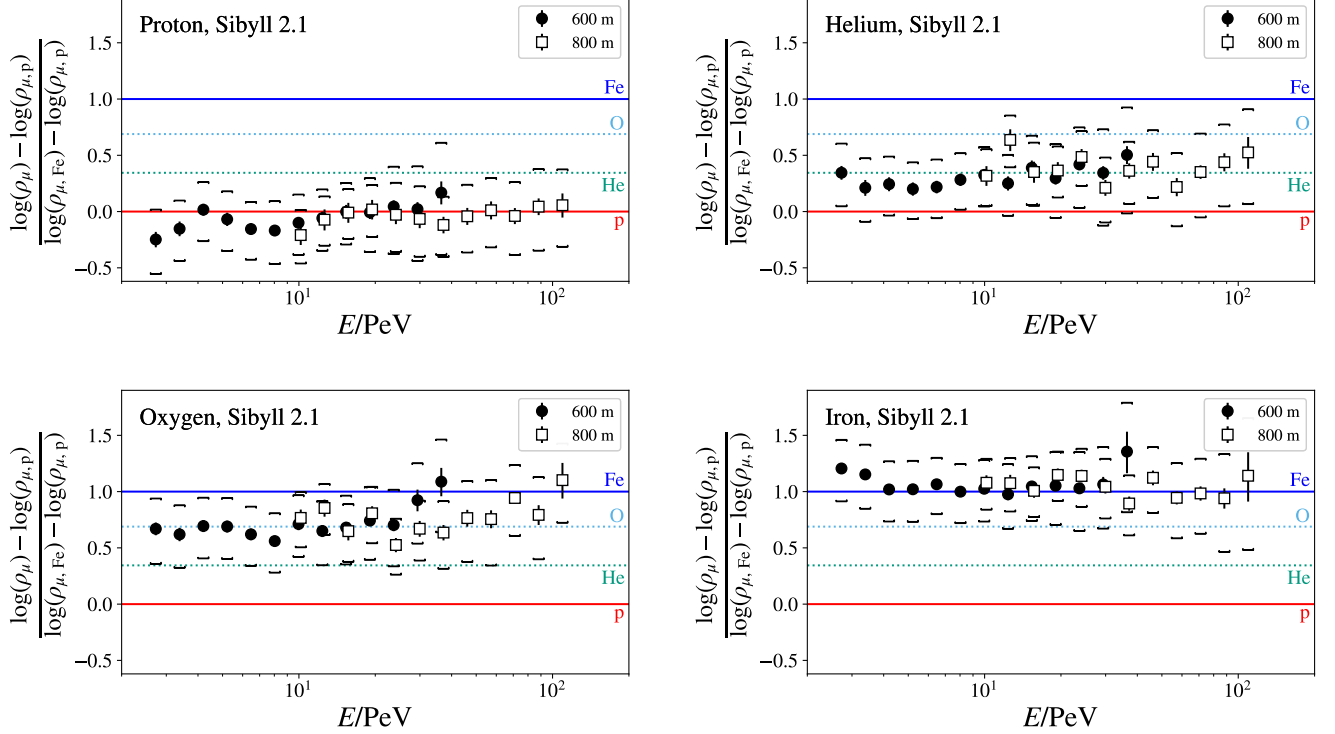 Proton, Sibyll 2.1
600 m
800 m
Fe
O
He
p
1.5
1.0
0.5
0.0
−0.5
log(ρμ) − log(ρμ, p)
log(ρμ, Fe) − log(ρμ, p)
10¹
10²
E/PeV
Helium, Sibyll 2.1
600 m
800 m
Fe
O
He
p
1.5
1.0
0.5
0.0
−0.5
log(ρμ) − log(ρμ, p)
log(ρμ, Fe) − log(ρμ, p)
10¹
10²
E/PeV
Oxygen, Sibyll 2.1
600 m
800 m
Fe
O
He
p
1.5
1.0
0.5
0.0
−0.5
log(ρμ) − log(ρμ, p)
log(ρμ, Fe) − log(ρμ, p)
10¹
10²
E/PeV
Iron, Sibyll 2.1
600 m
800 m
Fe
O
He
p
1.5
1.0
0.5
0.0
−0.5
log(ρμ) − log(ρμ, p)
log(ρμ, Fe) − log(ρμ, p)
10¹
10²
E/PeV